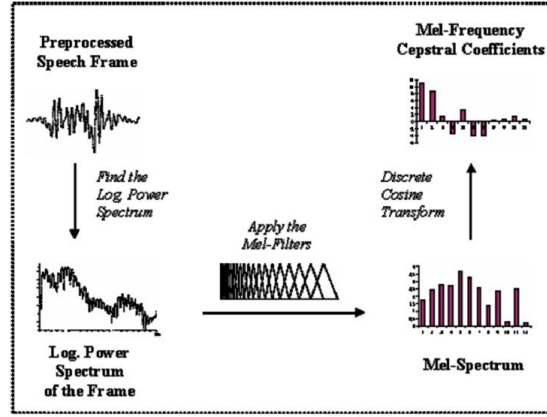 Preprocessed
Speech Frame
Find the
Log. Power
Spectrum
Log. Power
Spectrum
of the Frame
Apply the
Mel-Filters
Mel-Spectrum
Discrete
Cosine
Transform
Mel-Frequency
Cepstral Coefficients